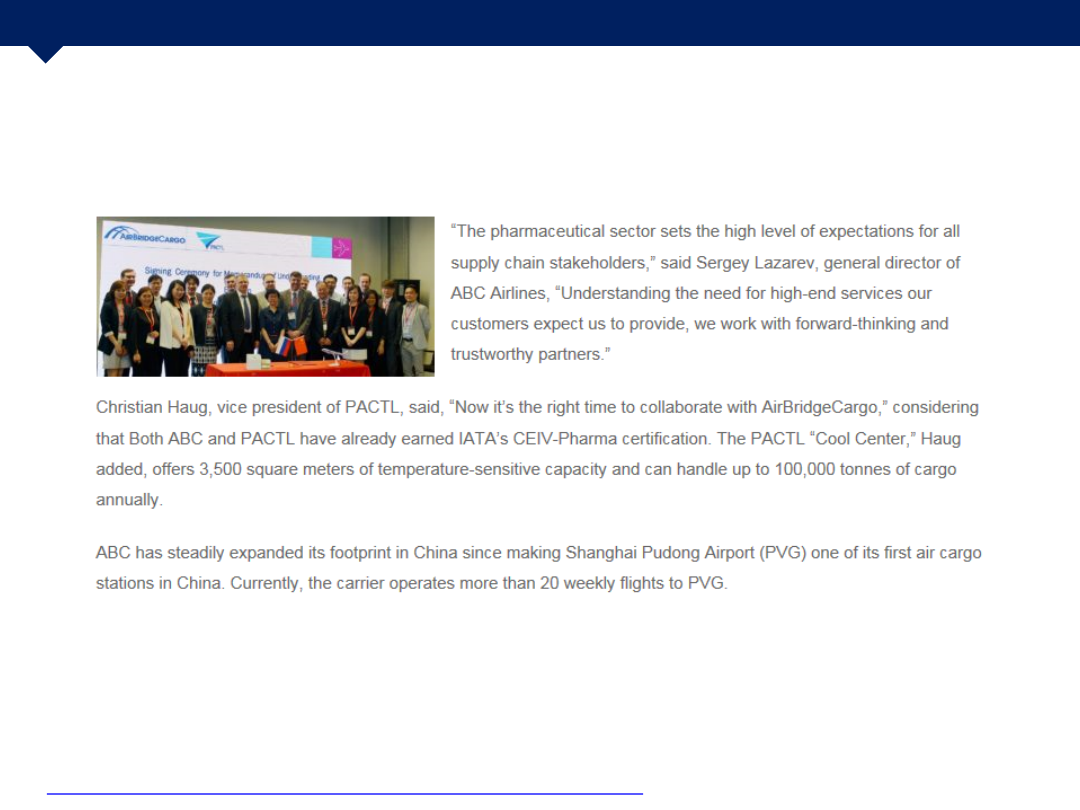 AIRBRIDGECARGO PACTL
Signing Ceremony for Memorandum of Understanding
“The pharmaceutical sector sets the high level of expectations for all
supply chain stakeholders,” said Sergey Lazarev, general director of
ABC Airlines, “Understanding the need for high-end services our
customers expect us to provide, we work with forward-thinking and
trustworthy partners.”
Christian Haug, vice president of PACTL, said, “Now it’s the right time to collaborate with AirBridgeCargo,” considering
that Both ABC and PACTL have already earned IATA’s CEIV-Pharma certification. The PACTL “Cool Center,” Haug
added, offers 3,500 square meters of temperature-sensitive capacity and can handle up to 100,000 tonnes of cargo
annually.
ABC has steadily expanded its footprint in China since making Shanghai Pudong Airport (PVG) one of its first air cargo
stations in China. Currently, the carrier operates more than 20 weekly flights to PVG.